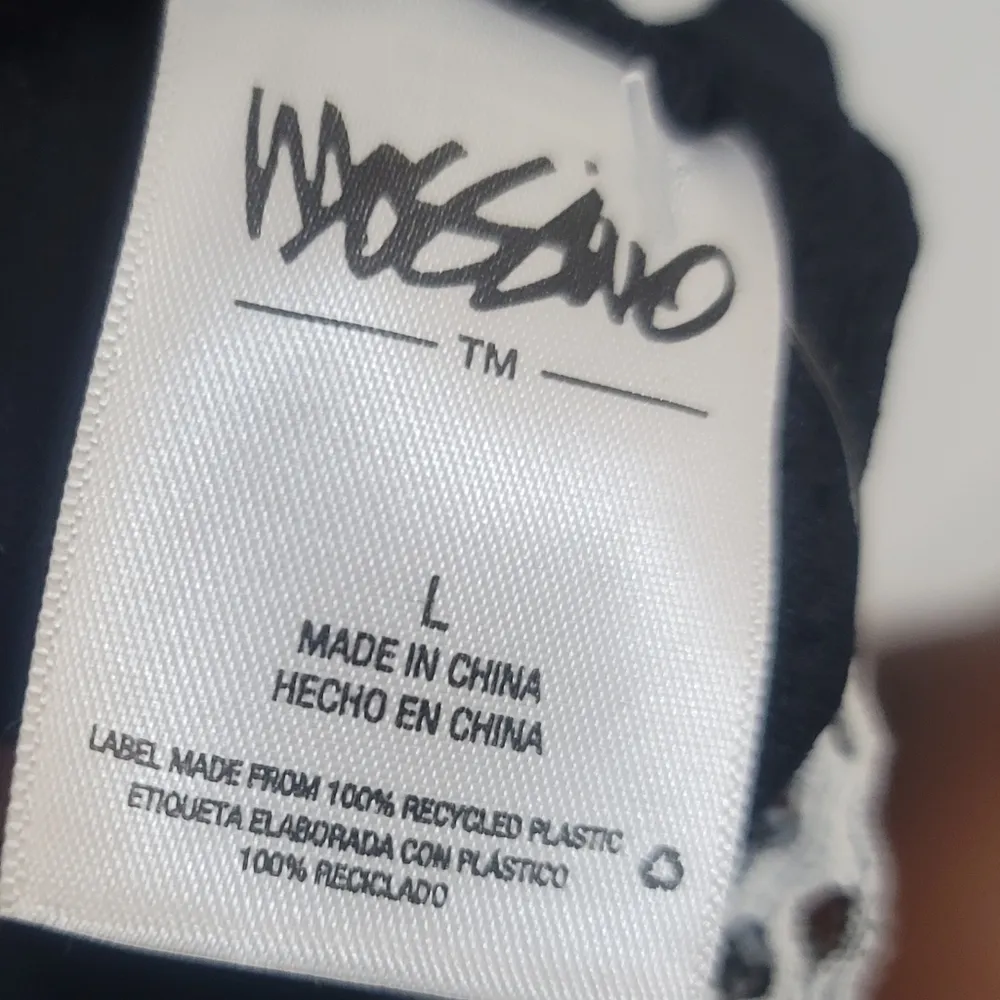 MOSSIMO
TM
L
MADE IN CHINA
HECHO EN CHINA
LABEL MADE FROM 100% RECYCLED PLASTIC
ETIQUETA ELABORADA CON PLÁSTICO
100% RECICLADO